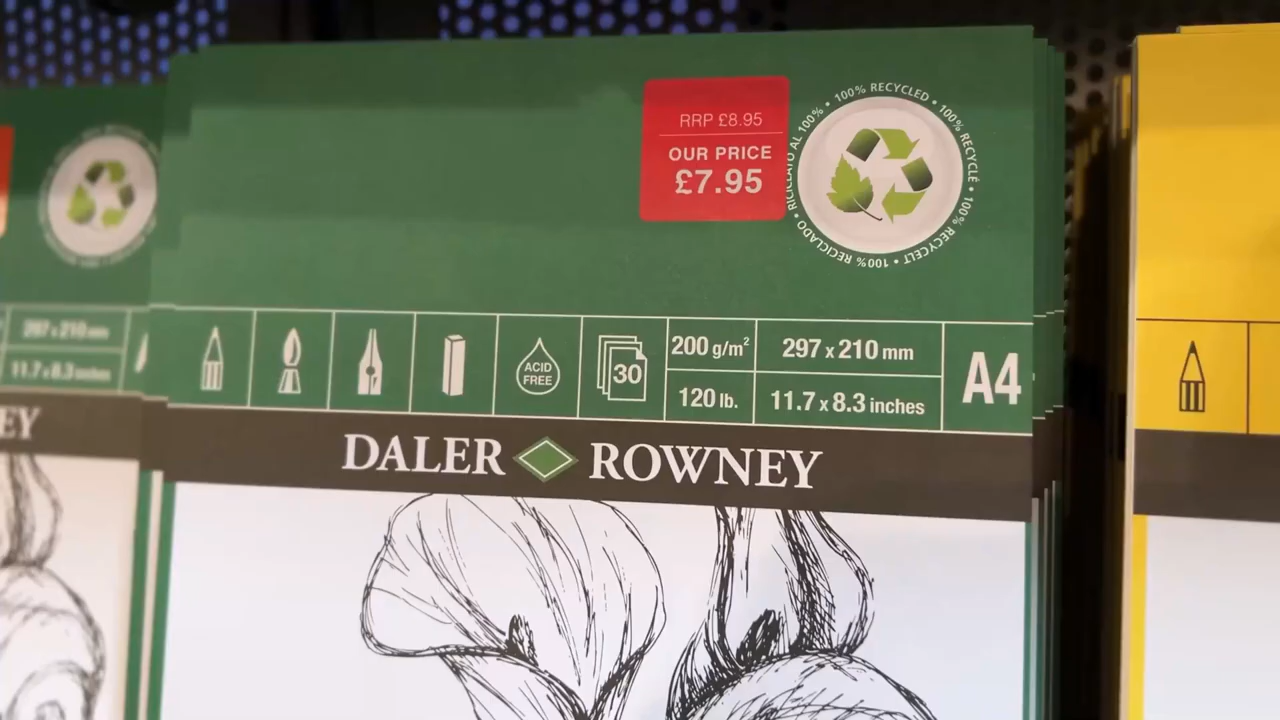 RRP £8.95
OUR PRICE
£7.95
100% RECYCLED • 100% RECYCLÉ • 100% RECYCELT • 100% RECICLADO • RICICLATO AL 100% •
ACID
FREE
30
200 g/m²
120 lb.
297 x 210 mm
11.7 x 8.3 inches
A4
DALER ROWNEY
297 x 210 mm
11.7 x 8.3 inches
EY